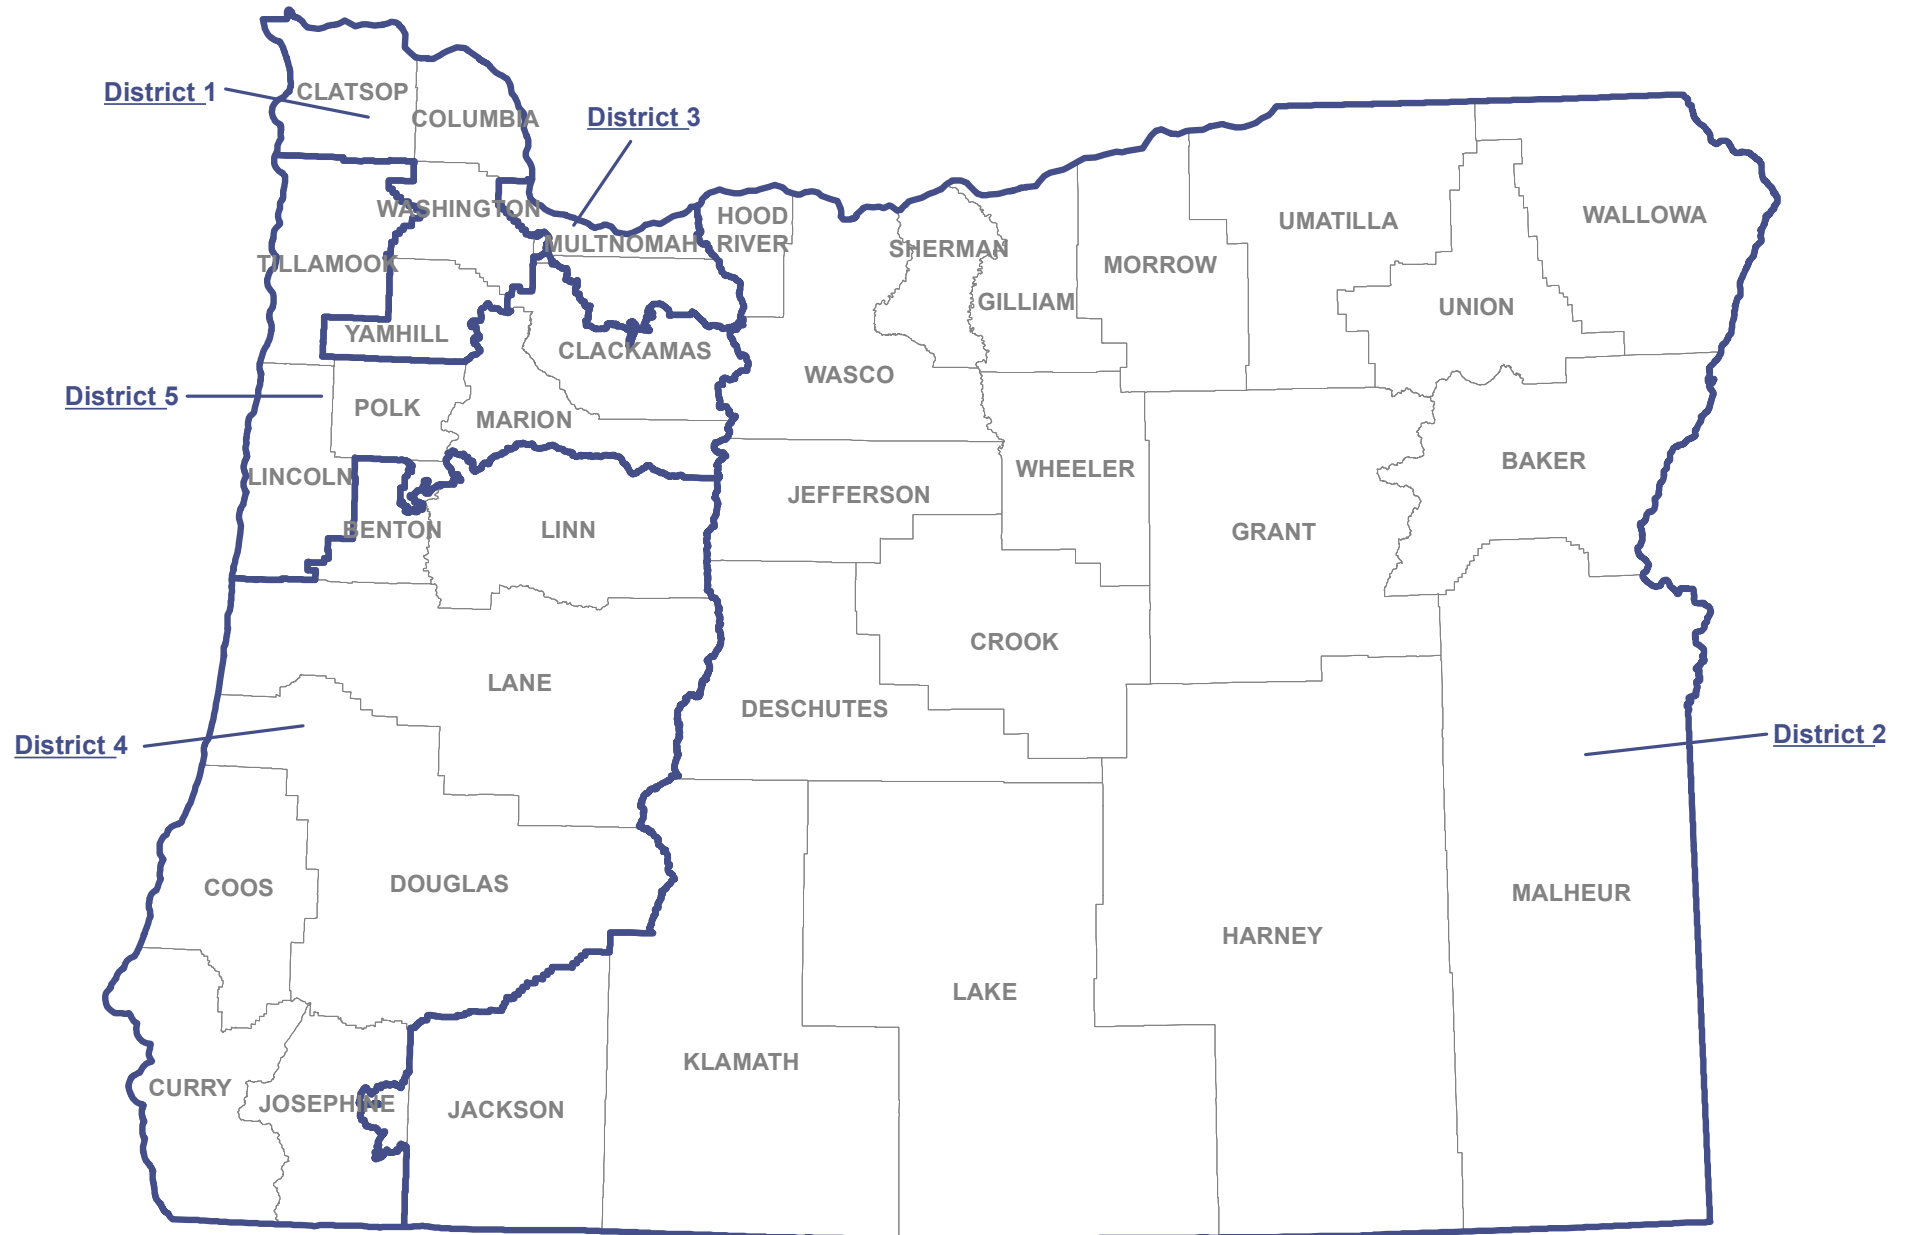 CLATSOP
District 1
COLUMBIA
District 3
WASHINGTON
HOOD
RIVER
MULTNOMAH
SHERMAN
UMATILLA
WALLOWA
TILLAMOOK
MORROW
GILLIAM
UNION
YAMHILL
CLACKAMAS
WASCO
District 5
POLK
MARION
LINCOLN
WHEELER
BAKER
JEFFERSON
BENTON
LINN
GRANT
CROOK
LANE
DESCHUTES
District 4
District 2
COOS
DOUGLAS
MALHEUR
HARNEY
LAKE
KLAMATH
CURRY
JOSEPHINE
JACKSON